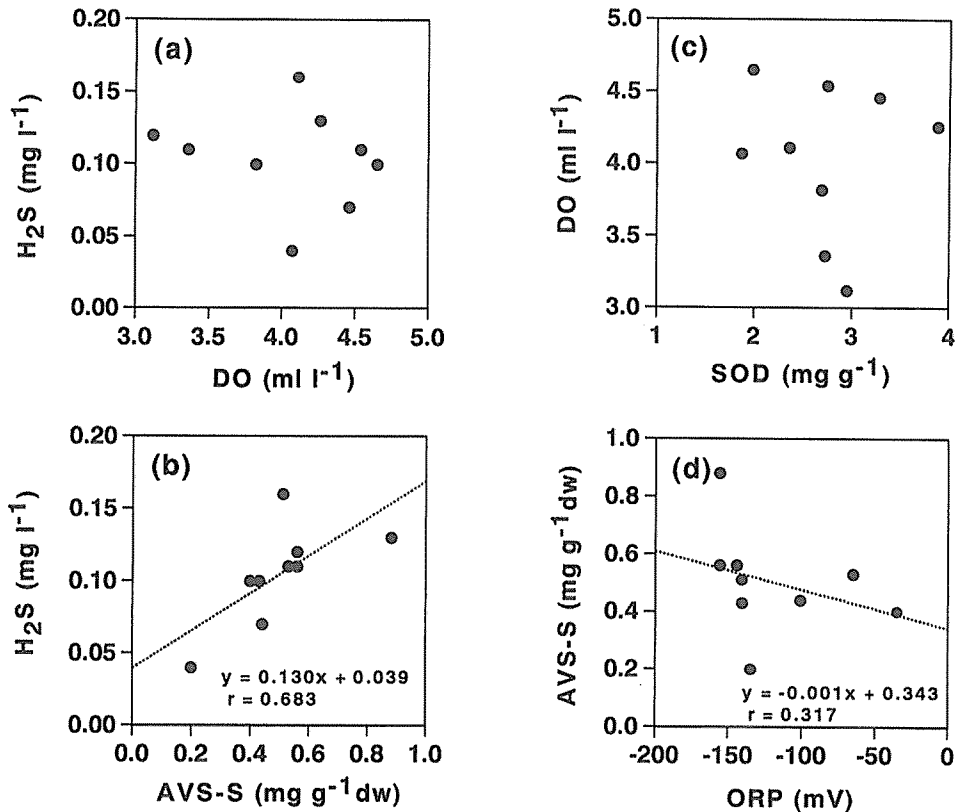 (a)
H₂S (mg l⁻¹)
0.20
0.15
0.10
0.05
0.00
3.0 3.5 4.0 4.5 5.0
DO (ml l⁻¹)
(c)
DO (ml l⁻¹)
5.0
4.5
4.0
3.5
3.0
1 2 3 4
SOD (mg g⁻¹)
(b)
H₂S (mg l⁻¹)
0.20
0.15
0.10
0.05
0.00
y = 0.130x + 0.039
r = 0.683
0.0 0.2 0.4 0.6 0.8 1.0
AVS-S (mg g⁻¹dw)
(d)
AVS-S (mg g⁻¹dw)
1.0
0.8
0.6
0.4
0.2
0.0
y = -0.001x + 0.343
r = 0.317
-200 -150 -100 -50 0
ORP (mV)